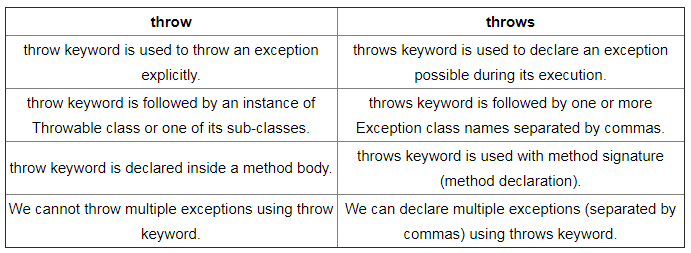 throw
throws
throw keyword is used to throw an exception
explicitly.
throws keyword is used to declare an exception
possible during its execution.
throw keyword is followed by an instance of
Throwable class or one of its sub-classes.
throws keyword is followed by one or more
Exception class names separated by commas.
throw keyword is declared inside a method body.
throws keyword is used with method signature
(method declaration).
We cannot throw multiple exceptions using throw
keyword.
We can declare multiple exceptions (separated by
commas) using throws keyword.